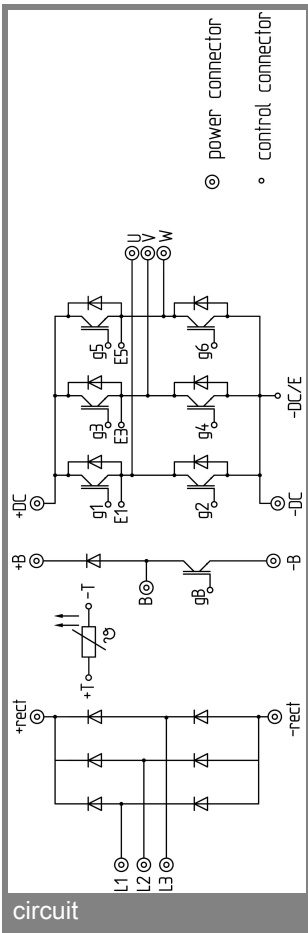 power connector
control connector
U
V
W
g5
E5
g6
g3
E3
g4
-DC/E
+DC
g1
E1
g2
-DC
+B
B
gB
-B
-T
ϑ
+T
+rect
-rect
L1
L2
L3
circuit